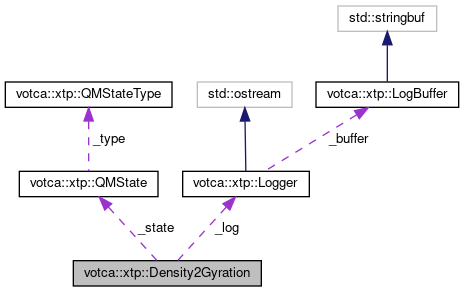 std::stringbuf
votca::xtp::QMStateType
std::ostream
votca::xtp::LogBuffer
_type
_buffer
votca::xtp::QMState
votca::xtp::Logger
_state
_log
votca::xtp::Density2Gyration